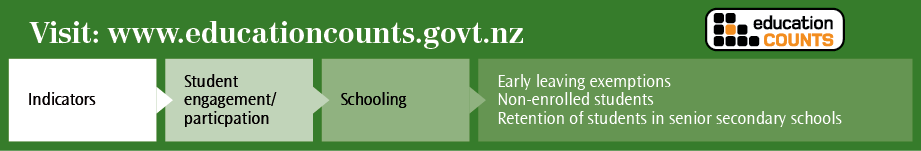 Visit: www.educationcounts.govt.nz
education
COUNTS
Indicators
Student
engagement/
particpation
Schooling
Early leaving exemptions
Non-enrolled students
Retention of students in senior secondary schools